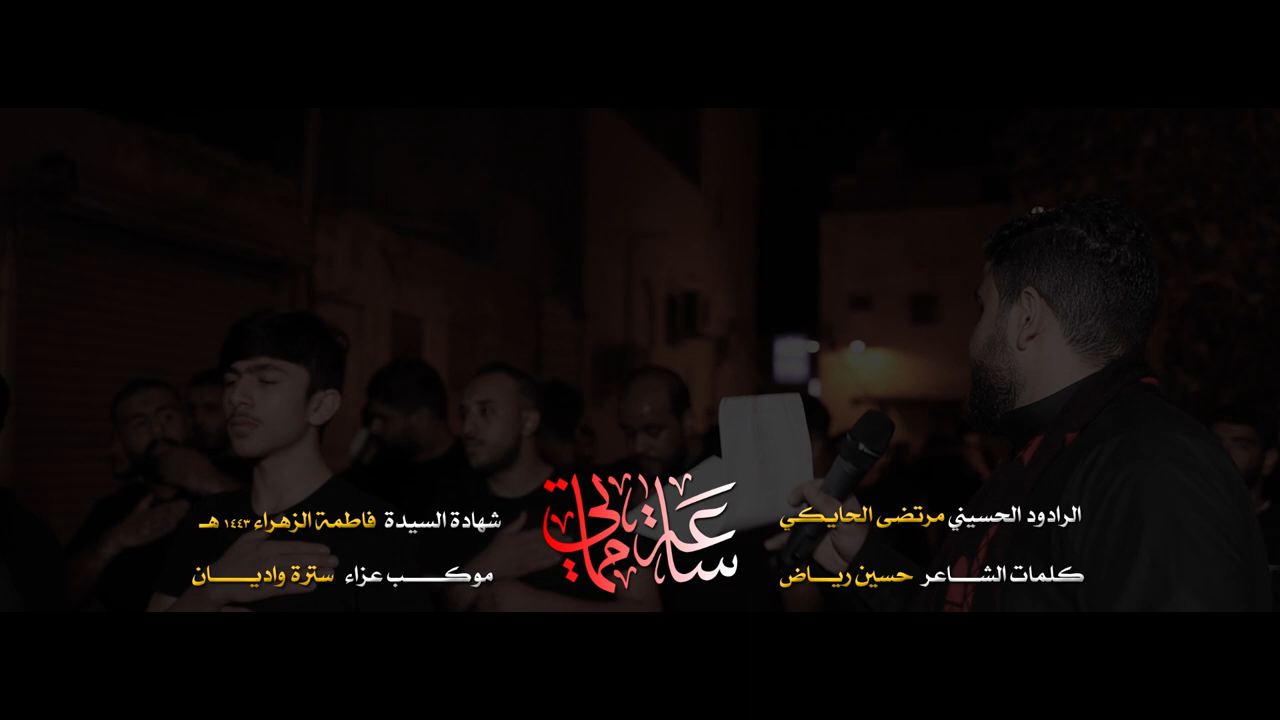 الرادود الحسيني مرتضى الحايكي
كلمات الشاعر حسين رياض
ساعة مماتي
شهادة السيدة فاطمة الزهراء ١٤٤٣ هـ
موكب عزاء سترة واديان